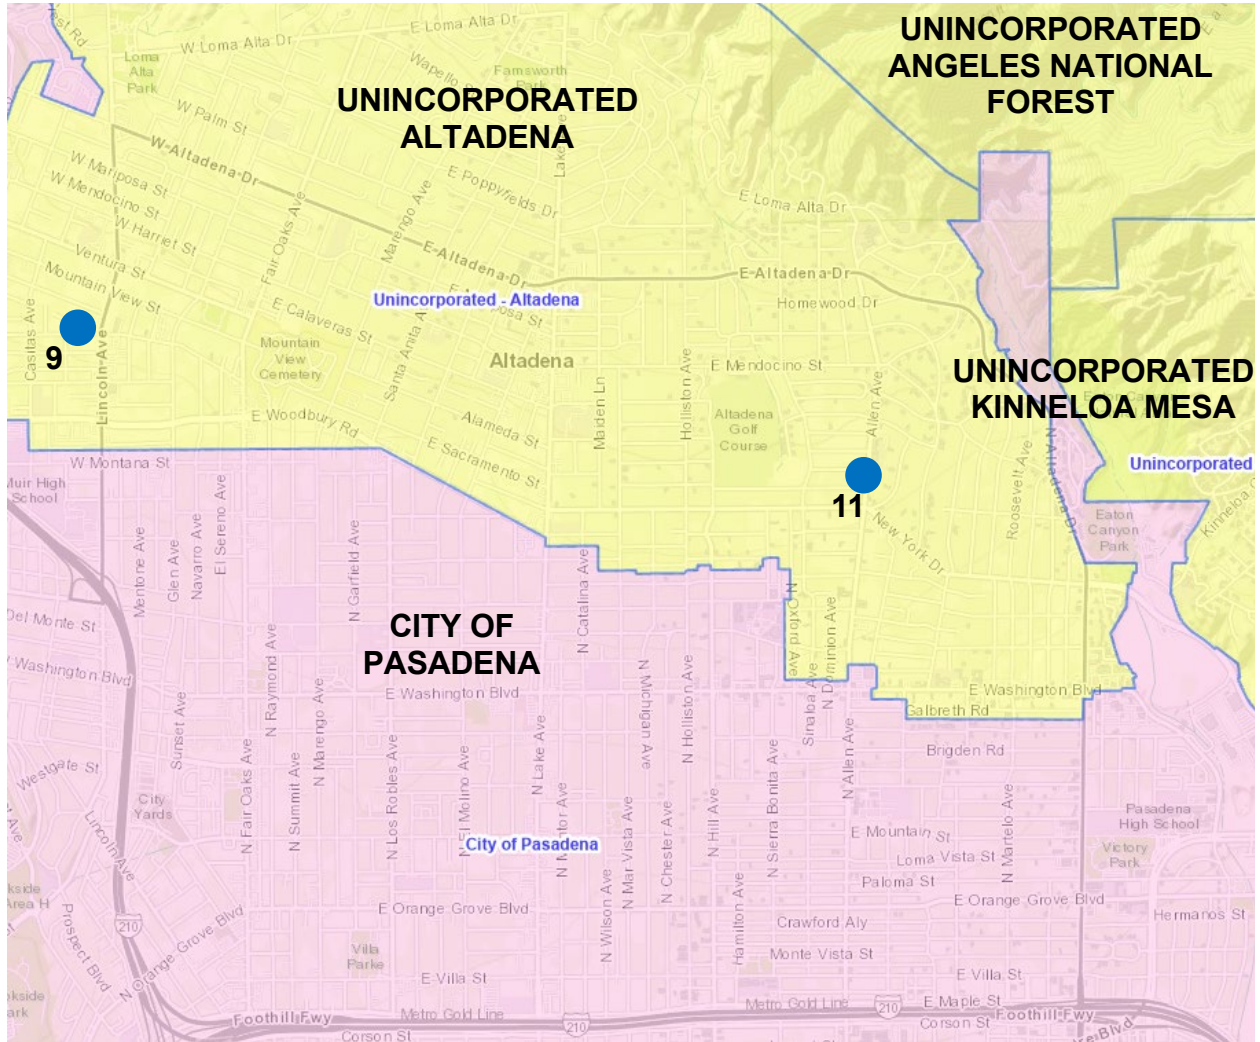 UNINCORPORATED
ANGELES NATIONAL
FOREST
UNINCORPORATED
ALTADENA
E Loma Alta Dr
W Loma Alta Dr
Loma
Alta
Park
Wapello St
Farnsworth
W Palm St
W Altadena Dr
W Mariposa St
W Mendocino St
W Harriet St
Ventura St
Mountain View St
Fair Oaks Ave
Marengo Ave
E Poppyfields Dr
E Loma Alta Dr
E Altadena Dr
E Altadena Dr
Homewood Dr
Unincorporated - Altadena
E Calaveras St
Santa Anita A
Casitas Ave
9
Lincoln Ave
Mountain
View
Cemetery
Altadena
E Mendocino St
Holliston Ave
Maiden Ln
Allen Ave
UNINCORPORATED
KINNELOA MESA
E Woodbury Rd
Alameda St
E Sacramento St
Altadena
Golf
Course
11
New York Dr
Roosevelt Ave
N Altadena Dr
Unincorporated
Kinneloa
Eaton
Canyon
Park
W Montana St
Muir High
School
Mentone Ave
Glen Ave
Navarro Ave
El Sereno Ave
N Garfield Ave
N Catalina Ave
N Oxford Ave
N Dominion Ave
Sinaloa Ave
Del Monte St
Washington Blvd
CITY OF
PASADENA
E Washington Blvd
E Washington Blvd
Galbreth Rd
Brigden Rd
Sunset Ave
N Raymond Ave
N Marengo Ave
N Michigan Ave
N Holliston Ave
N Lake Ave
N Allen Ave
Westgate St
City
Yards
Lincoln Ave
N Fair Oaks Ave
N Summit Ave
N Los Robles Ave
El Molino Ave
N Mar Vista Ave
N Chester Ave
N Hill Ave
N Sierra Bonita Ave
N Martelo Ave
City of Pasadena
E Mountain St
Loma Vista St
Paloma St
Pasadena
High School
Victory
Park
E Orange Grove Blvd
E Orange Grove Blvd
Hermanos St
Crawford Aly
Monte Vista St
Hamilton Ave
N Wilson Ave
Prospect Blvd
210
N Orange Grove Blvd
Villa
Parke
E Villa St
E Villa St
Metro Gold Line
Metro Gold Line
E Maple St
Foothill Fwy
Foothill Fwy
210
210
Corson St
Corson St